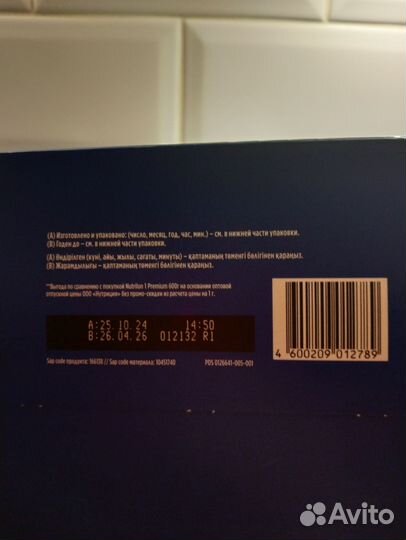 (А) Изготовлено и упаковано: (число, месяц, год, час, мин.) – см. в нижней части упаковки.
(В) Годен до – см. в нижней части упаковки.
(А) Өндірілген (күні, айы, жылы, сағаты, минуты) – қаптаманың төменгі бөлігінен қараңыз.
(В) Жарамдылығы – қаптаманың төменгі бөлігінен қараңыз.
*Выгода по сравнению с покупкой Nutrilon 1 Premium 600г на основании оптовой
отпускной цены ООО «Нутриция» без промо-скидки из расчета цены на 1 г.
A:25.10.24 14:50
B:26.04.26 012132 R1
Sap code продукта: 166138 // Sap code материала: 10451740
PDS 0126641-005-001
4 600209 012789
Avito